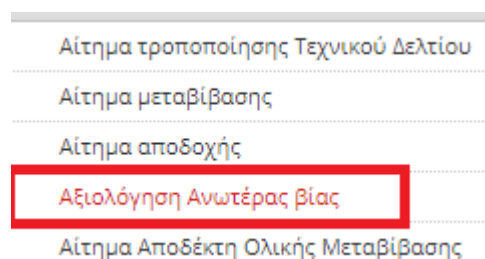 Αίτημα τροποποίησης Τεχνικού Δελτίου
Αίτημα μεταβίβασης
Αίτημα αποδοχής
Αξιολόγηση Ανωτέρας βίας
Αίτημα Αποδέκτη Ολικής Μεταβίβασης